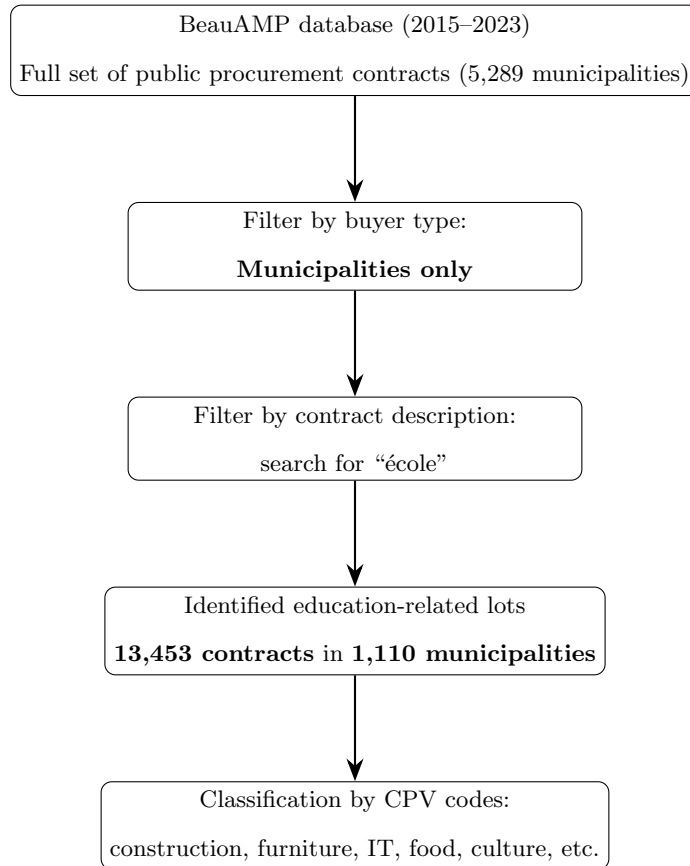 BeauAMP database (2015–2023)
Full set of public procurement contracts (5,289 municipalities)
Filter by buyer type:
Municipalities only
Filter by contract description:
search for “école”
Identified education-related lots
13,453 contracts in 1,110 municipalities
Classification by CPV codes:
construction, furniture, IT, food, culture, etc.